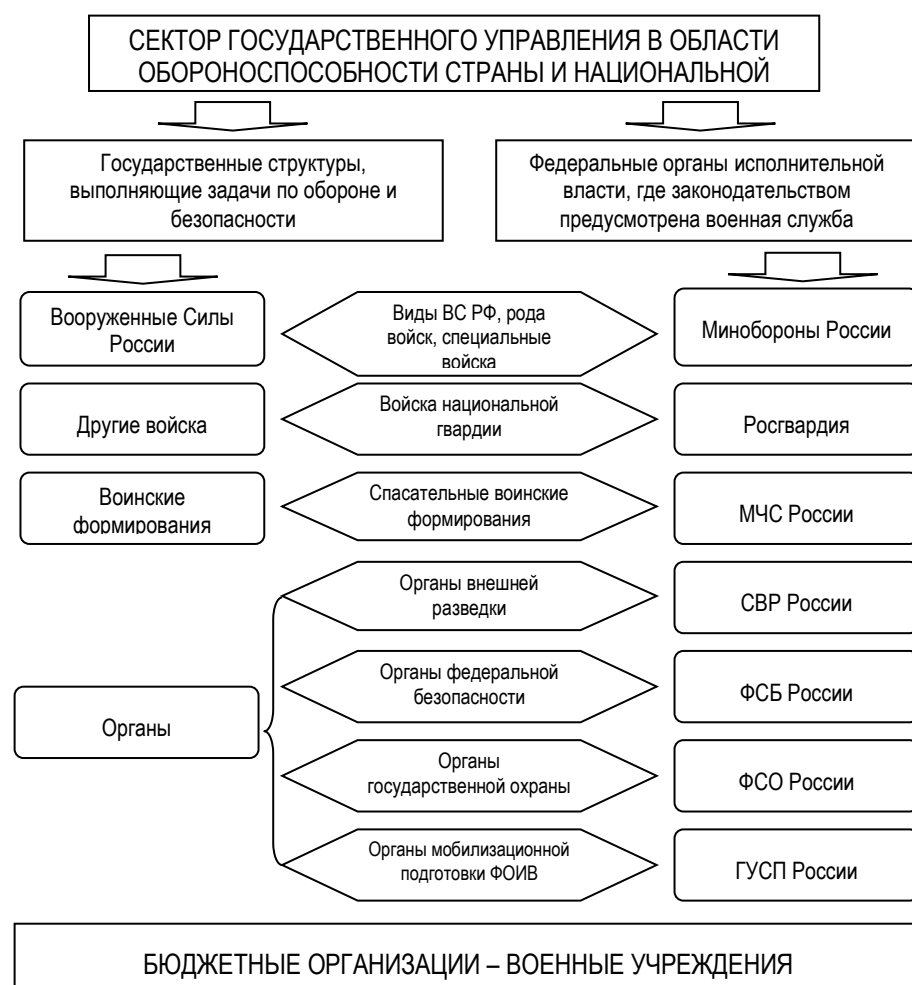 СЕКТОР ГОСУДАРСТВЕННОГО УПРАВЛЕНИЯ В ОБЛАСТИ
ОБОРОНОСПОСОБНОСТИ СТРАНЫ И НАЦИОНАЛЬНОЙ
Государственные структуры,
выполняющие задачи по обороне и
безопасности
Федеральные органы исполнительной
власти, где законодательством
предусмотрена военная служба
Вооруженные Силы
России
Виды ВС РФ, рода
войск, специальные
войска
Минобороны России
Другие войска
Войска национальной
гвардии
Росгвардия
Воинские
формирования
Спасательные воинские
формирования
МЧС России
Органы внешней
разведки
СВР России
Органы федеральной
безопасности
ФСБ России
Органы
Органы
государственной охраны
ФСО России
Органы мобилизационной
подготовки ФОИВ
ГУСП России
БЮДЖЕТНЫЕ ОРГАНИЗАЦИИ – ВОЕННЫЕ УЧРЕЖДЕНИЯ